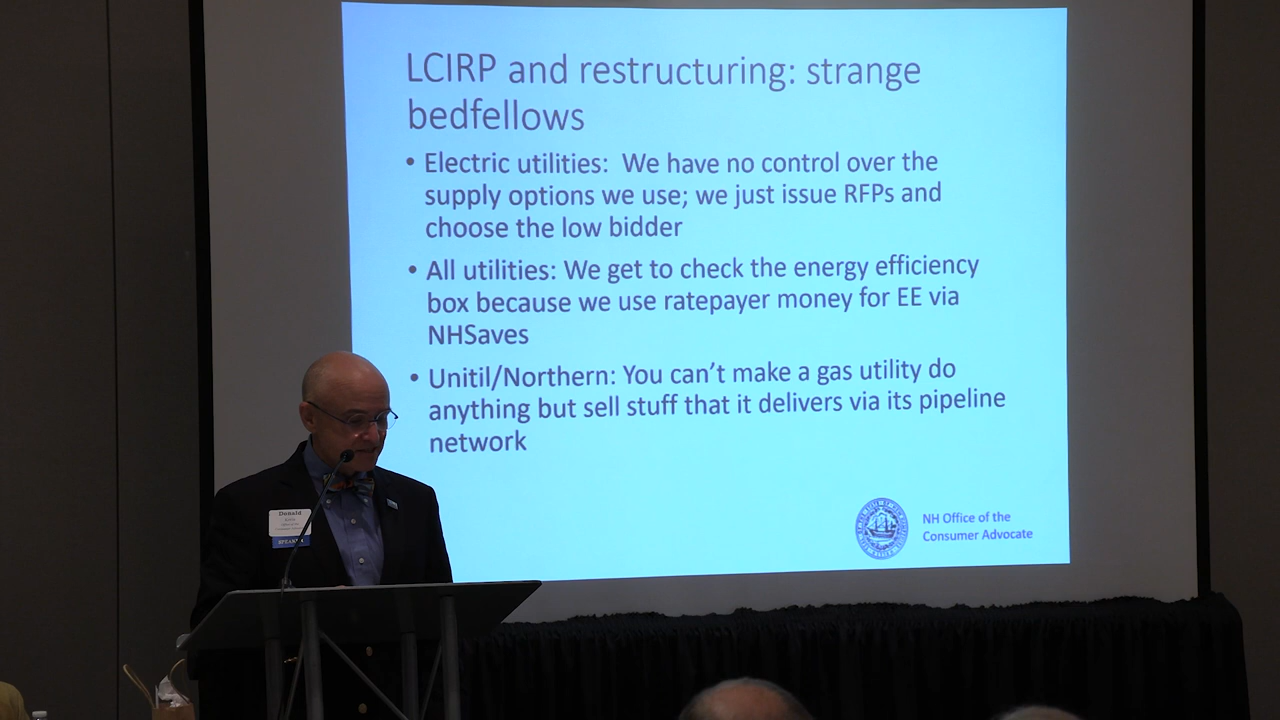 LCIRP and restructuring: strange
bedfellows
• Electric utilities:  We have no control over the
supply options we use; we just issue RFPs and
choose the low bidder
• All utilities: We get to check the energy efficiency
box because we use ratepayer money for EE via
NHSaves
• Unitil/Northern: You can't make a gas utility do
anything but sell stuff that it delivers via its pipeline
network
NH Office of the
Consumer Advocate
Donald
SPEAKER